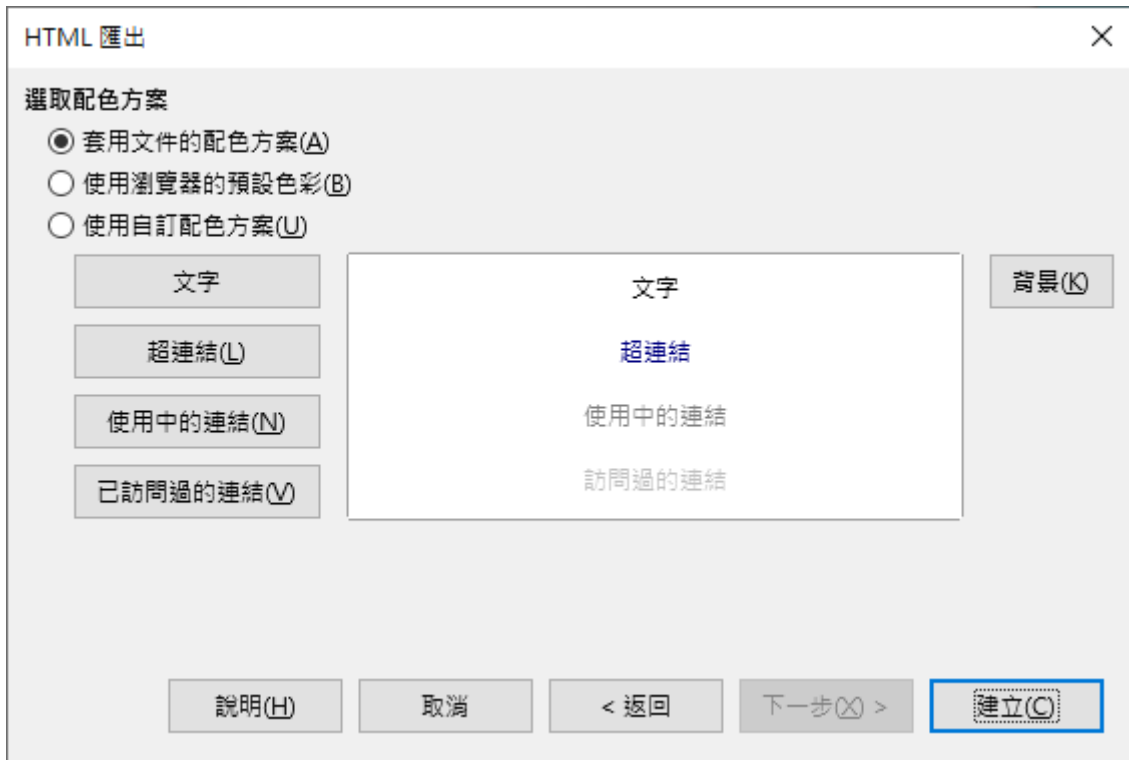 HTML 匯出
選取配色方案
套用文件的配色方案(A)
使用瀏覽器的預設色彩(B)
使用自訂配色方案(U)
文字
文字
背景(K)
超連結(L)
超連結
使用中的連結(N)
使用中的連結
已訪問過的連結(V)
訪問過的連結
說明(H)
取消
< 返回
下一步(X) >
建立(C)